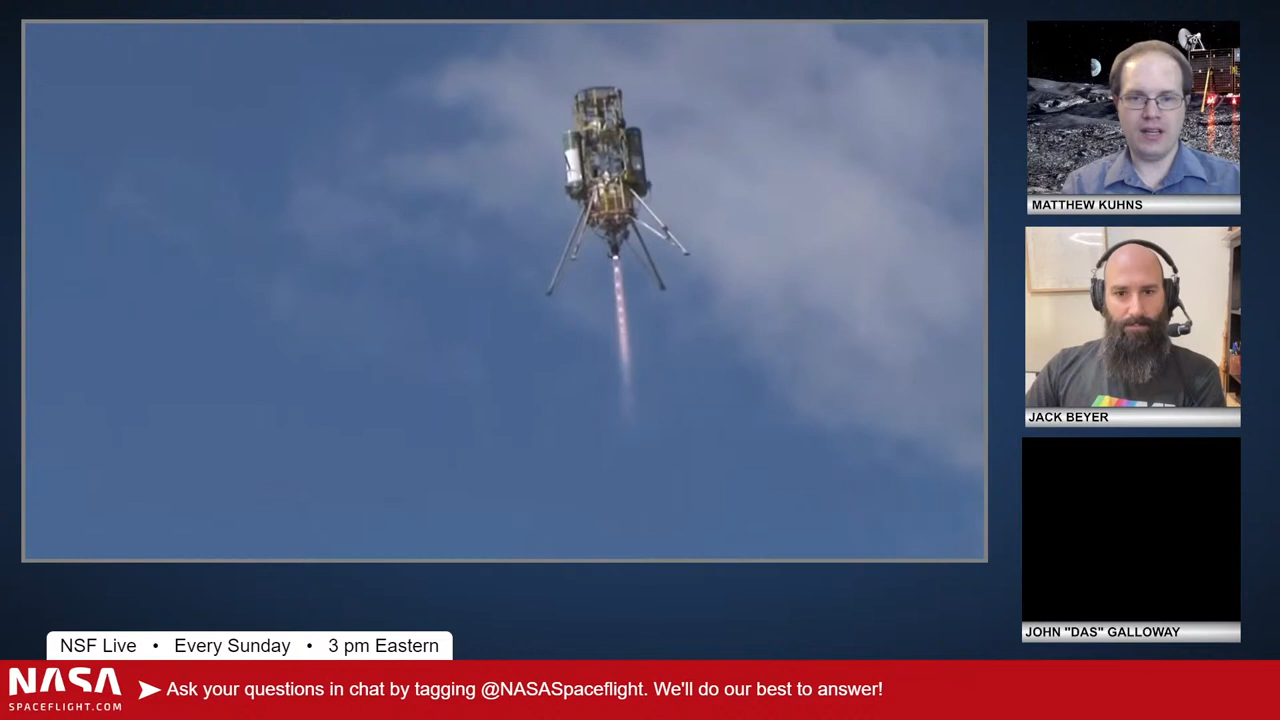 MATTHEW KUHNS
JACK BEYER
JOHN "DAS" GALLOWAY
NSF Live • Every Sunday • 3 pm Eastern
NASA
SPACEFLIGHT.COM
Ask your questions in chat by tagging @NASASpaceflight. We'll do our best to answer!